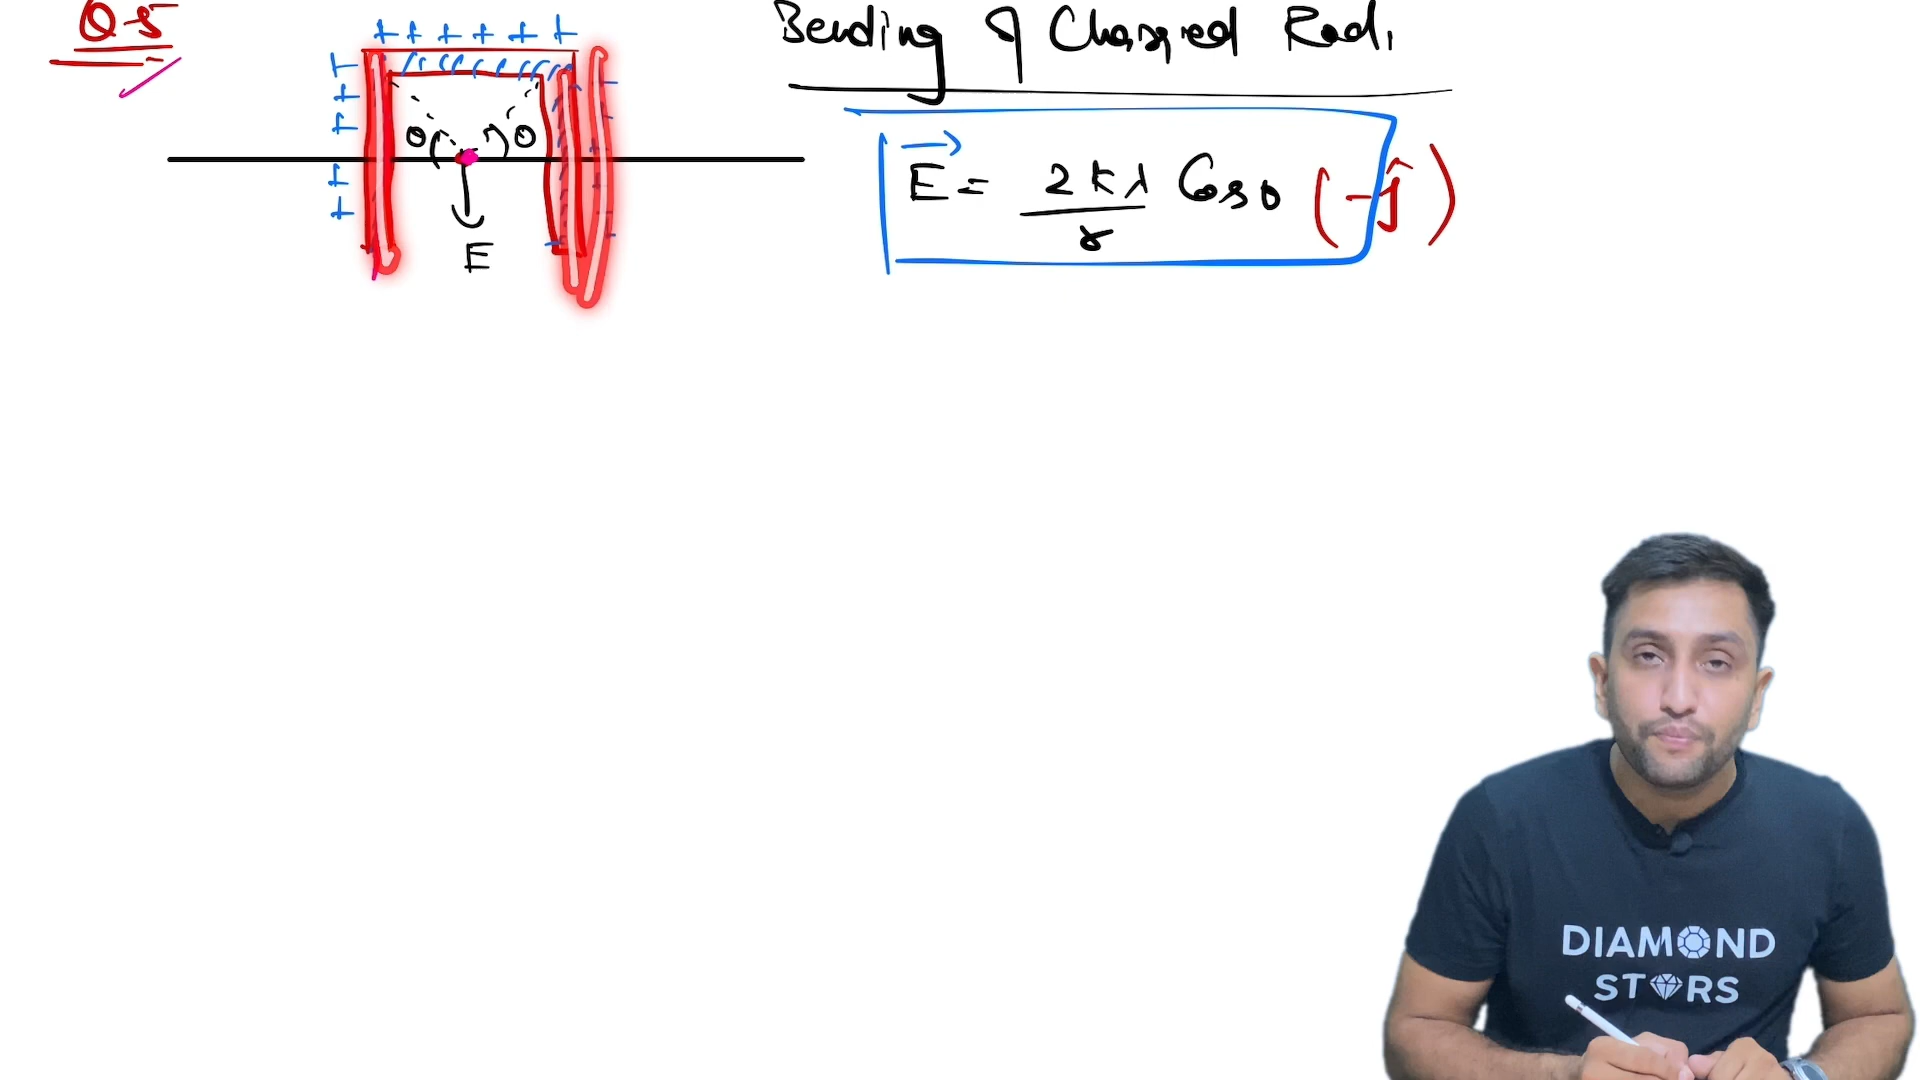 Q-5
+ + + + + +
Bending of Charged Rod.
+
+
+
+
+
θ θ
E
E = 2kλ/r Cosθ (-ĵ)
DIAMOND
STARS